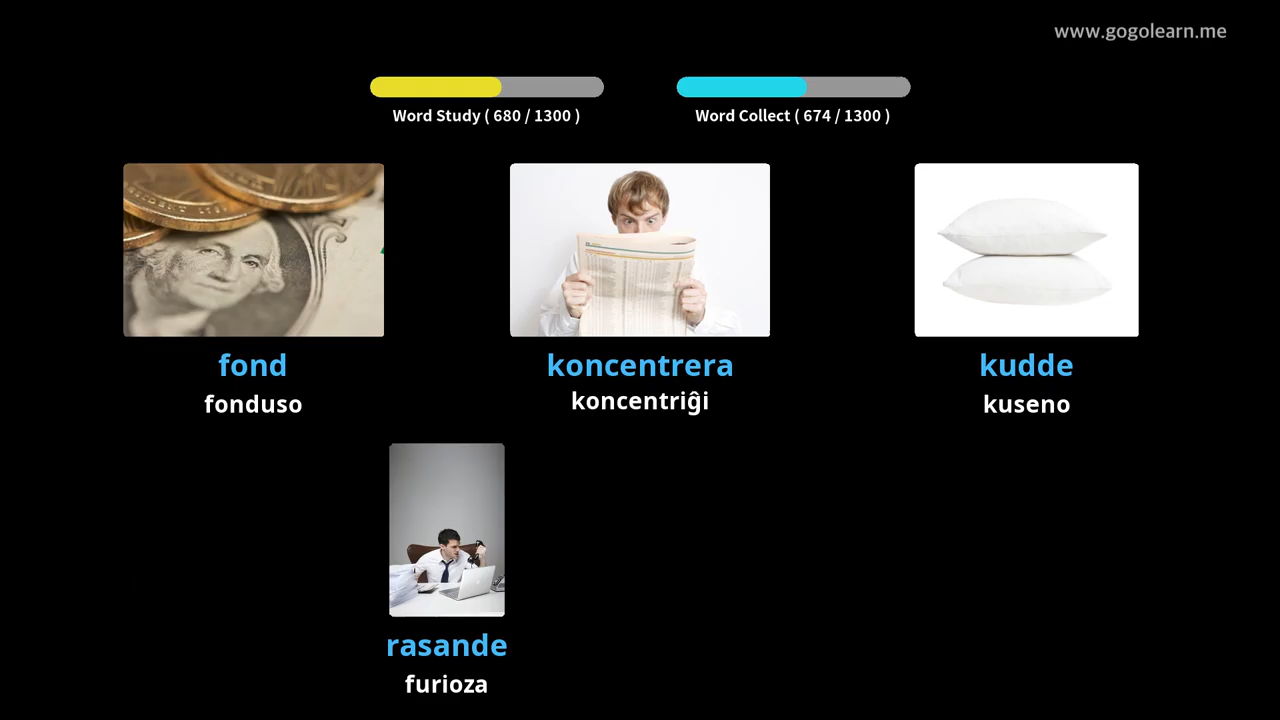 www.gogolearn.me
Word Study ( 680 / 1300 )
Word Collect ( 674 / 1300 )
fond
fonduso
koncentrera
koncentriĝi
kudde
kuseno
rasande
furioza